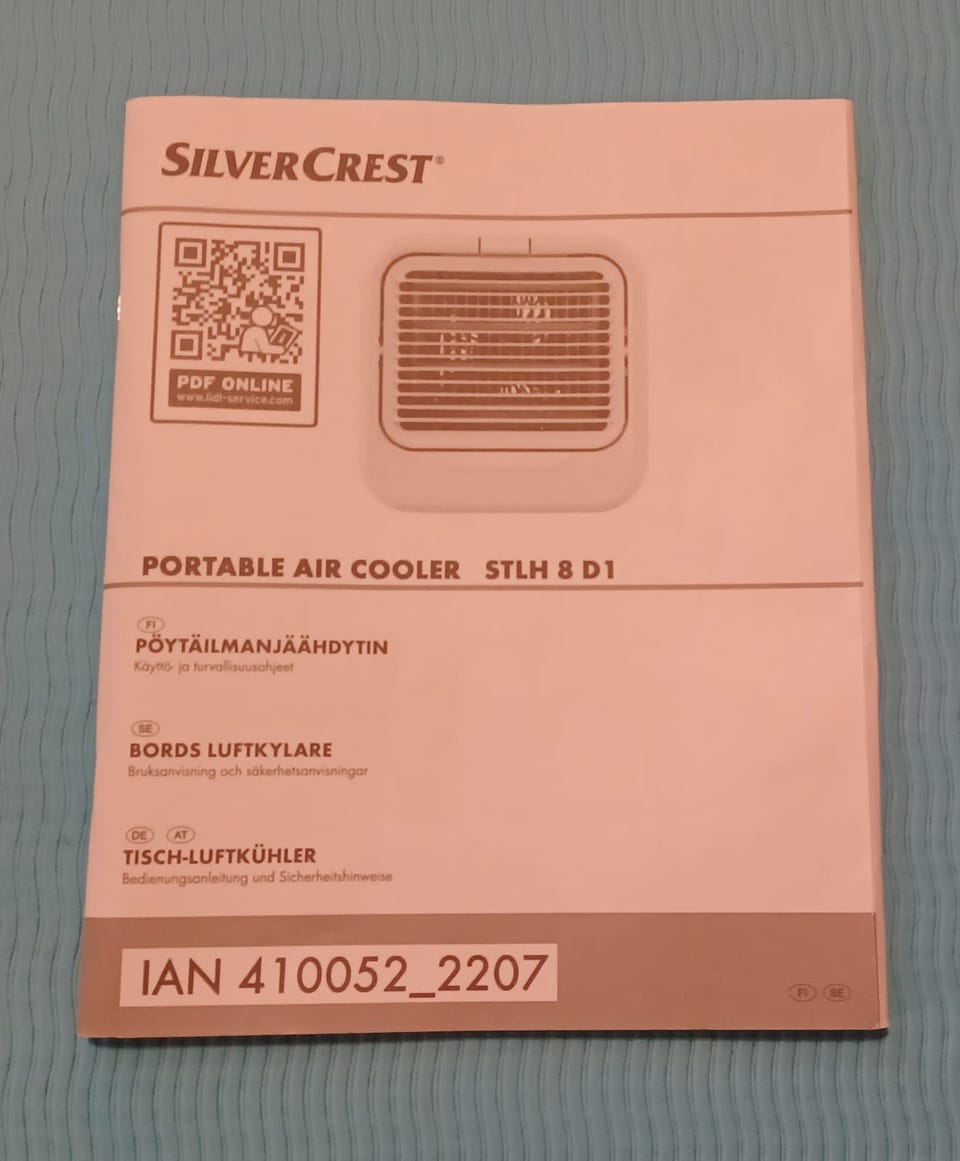 SILVERCREST®
PDF ONLINE
www.lidl-service.com
PORTABLE AIR COOLER STLH 8 D1
FI
PÖYTÄILMANJÄÄHDYTIN
Käyttö- ja turvallisuusohjeet
SE
BORDS LUFTKYLARE
Bruksanvisning och säkerhetsanvisningar
DE AT
TISCH-LUFTKÜHLER
Bedienungsanleitung und Sicherheitshinweise
IAN 410052_2207
FI SE